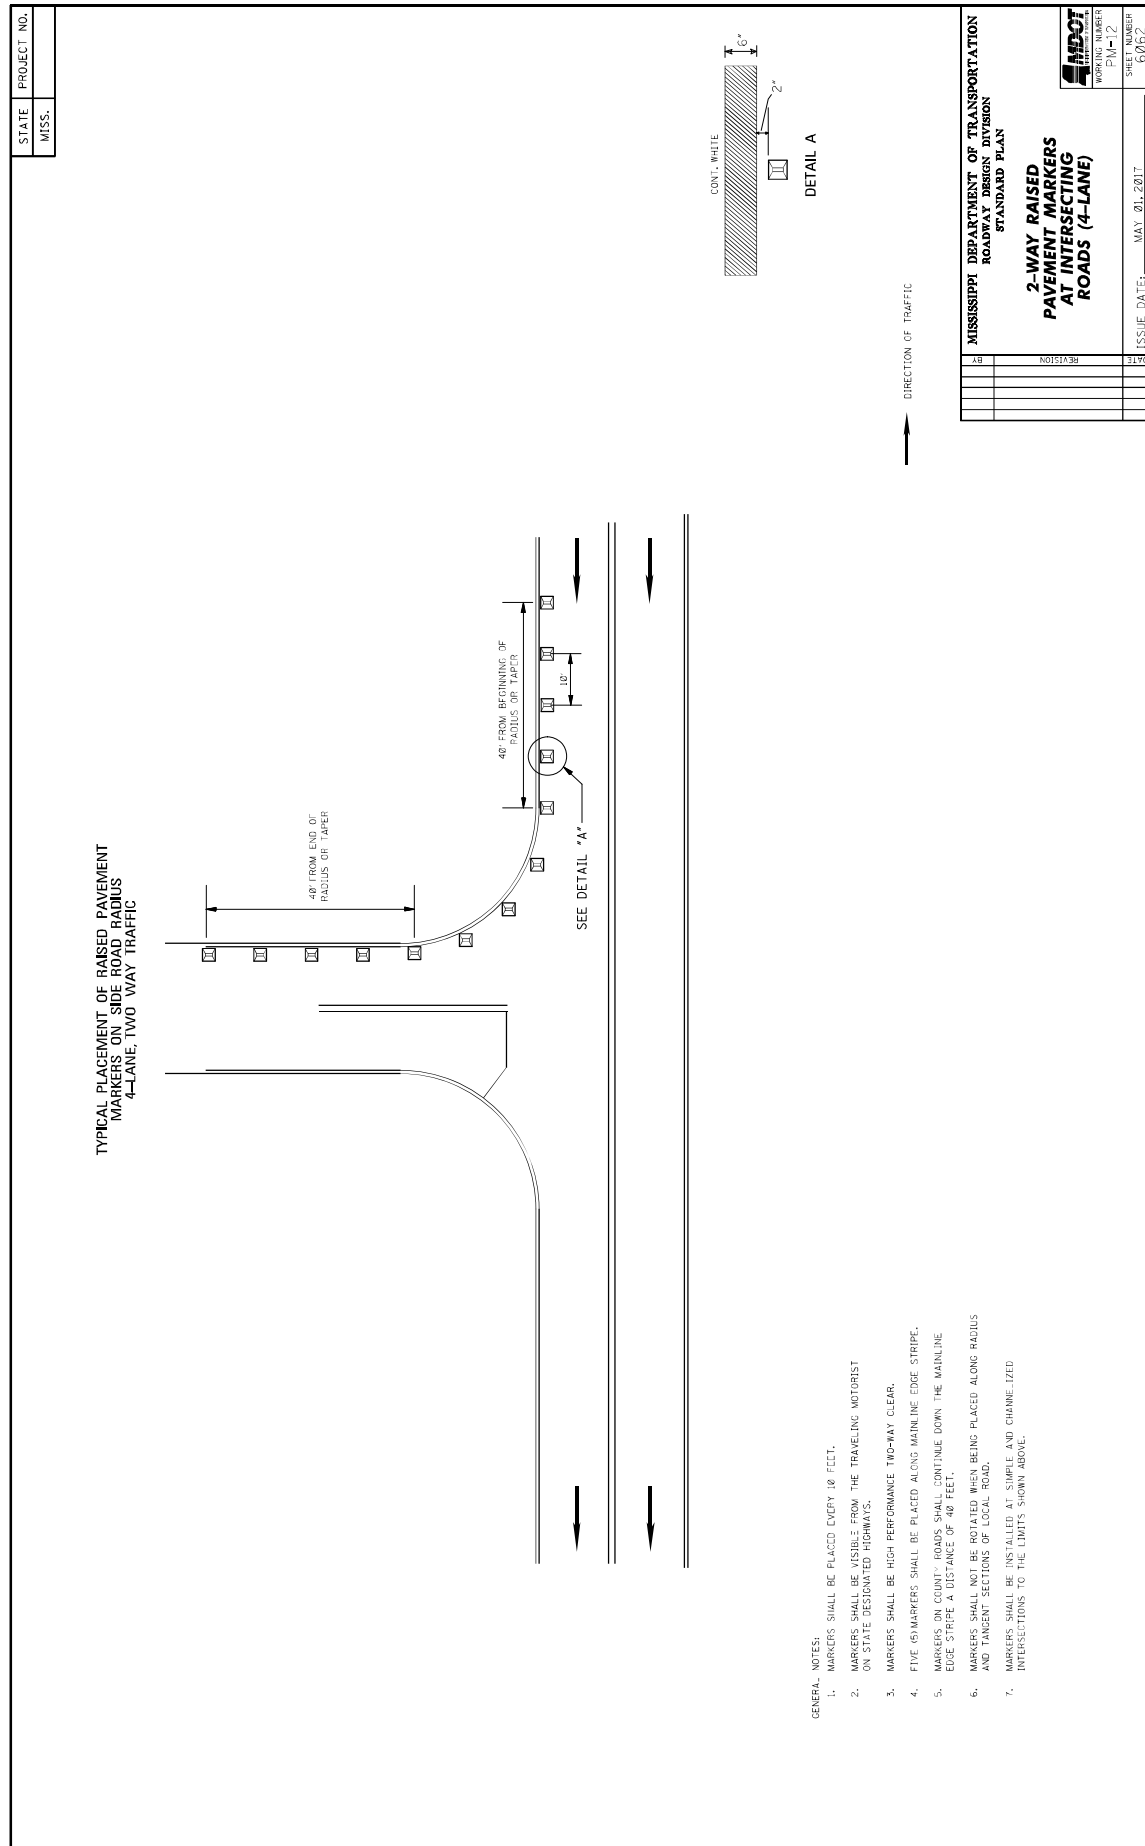 STATE
PROJECT NO.
MISS.
TYPICAL PLACEMENT OF RAISED PAVEMENT
MARKERS ON SIDE ROAD RADIUS
4-LANE, TWO WAY TRAFFIC
40' FROM END OF
RADIUS OR TAPER
40' FROM BEGINNING OF
RADIUS OR TAPER
10'
SEE DETAIL "A"
CONT. WHITE
6"
2"
DETAIL A
DIRECTION OF TRAFFIC
GENERAL NOTES:
1. MARKERS SHALL BE PLACED EVERY 10 FEET.
2. MARKERS SHALL BE VISIBLE FROM THE TRAVELING MOTORIST
ON STATE DESIGNATED HIGHWAYS.
3. MARKERS SHALL BE HIGH PERFORMANCE TWO-WAY CLEAR.
4. FIVE (5) MARKERS SHALL BE PLACED ALONG MAINLINE EDGE STRIPE.
5. MARKERS ON COUNTY ROADS SHALL CONTINUE DOWN THE MAINLINE
EDGE STRIPE A DISTANCE OF 40 FEET.
6. MARKERS SHALL NOT BE ROTATED WHEN BEING PLACED ALONG RADIUS
AND TANGENT SECTIONS OF LOCAL ROAD.
7. MARKERS SHALL BE INSTALLED AT SIMPLE AND CHANNELIZED
INTERSECTIONS TO THE LIMITS SHOWN ABOVE.
BY
REVISION
DATE
MISSISSIPPI DEPARTMENT OF TRANSPORTATION
ROADWAY DESIGN DIVISION
STANDARD PLAN
2-WAY RAISED
PAVEMENT MARKERS
AT INTERSECTING
ROADS (4-LANE)
ISSUE DATE: MAY 01, 2017
MDOT
WORKING NUMBER
PM-12
SHEET NUMBER
6062